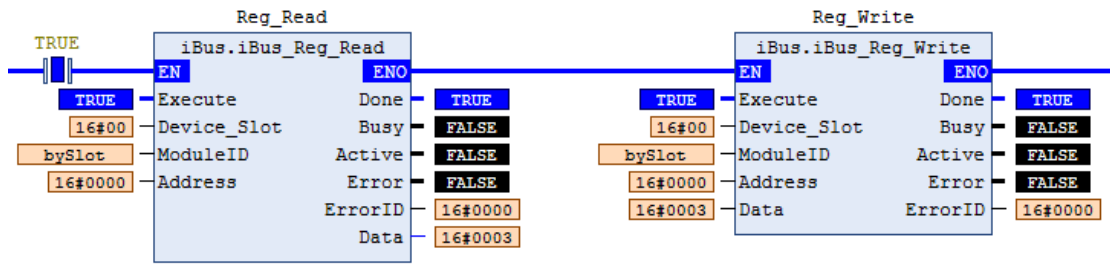 Reg_Read Reg_Write
TRUE
iBus.iBus_Reg_Read iBus.iBus_Reg_Write
EN ENO EN ENO
TRUE Execute Done TRUE TRUE Execute Done TRUE
16#00 Device_Slot Busy FALSE 16#00 Device_Slot Busy FALSE
bySlot ModuleID Active FALSE bySlot ModuleID Active FALSE
16#0000 Address Error FALSE 16#0000 Address Error FALSE
ErrorID 16#0000 16#0003 Data ErrorID 16#0000
Data 16#0003